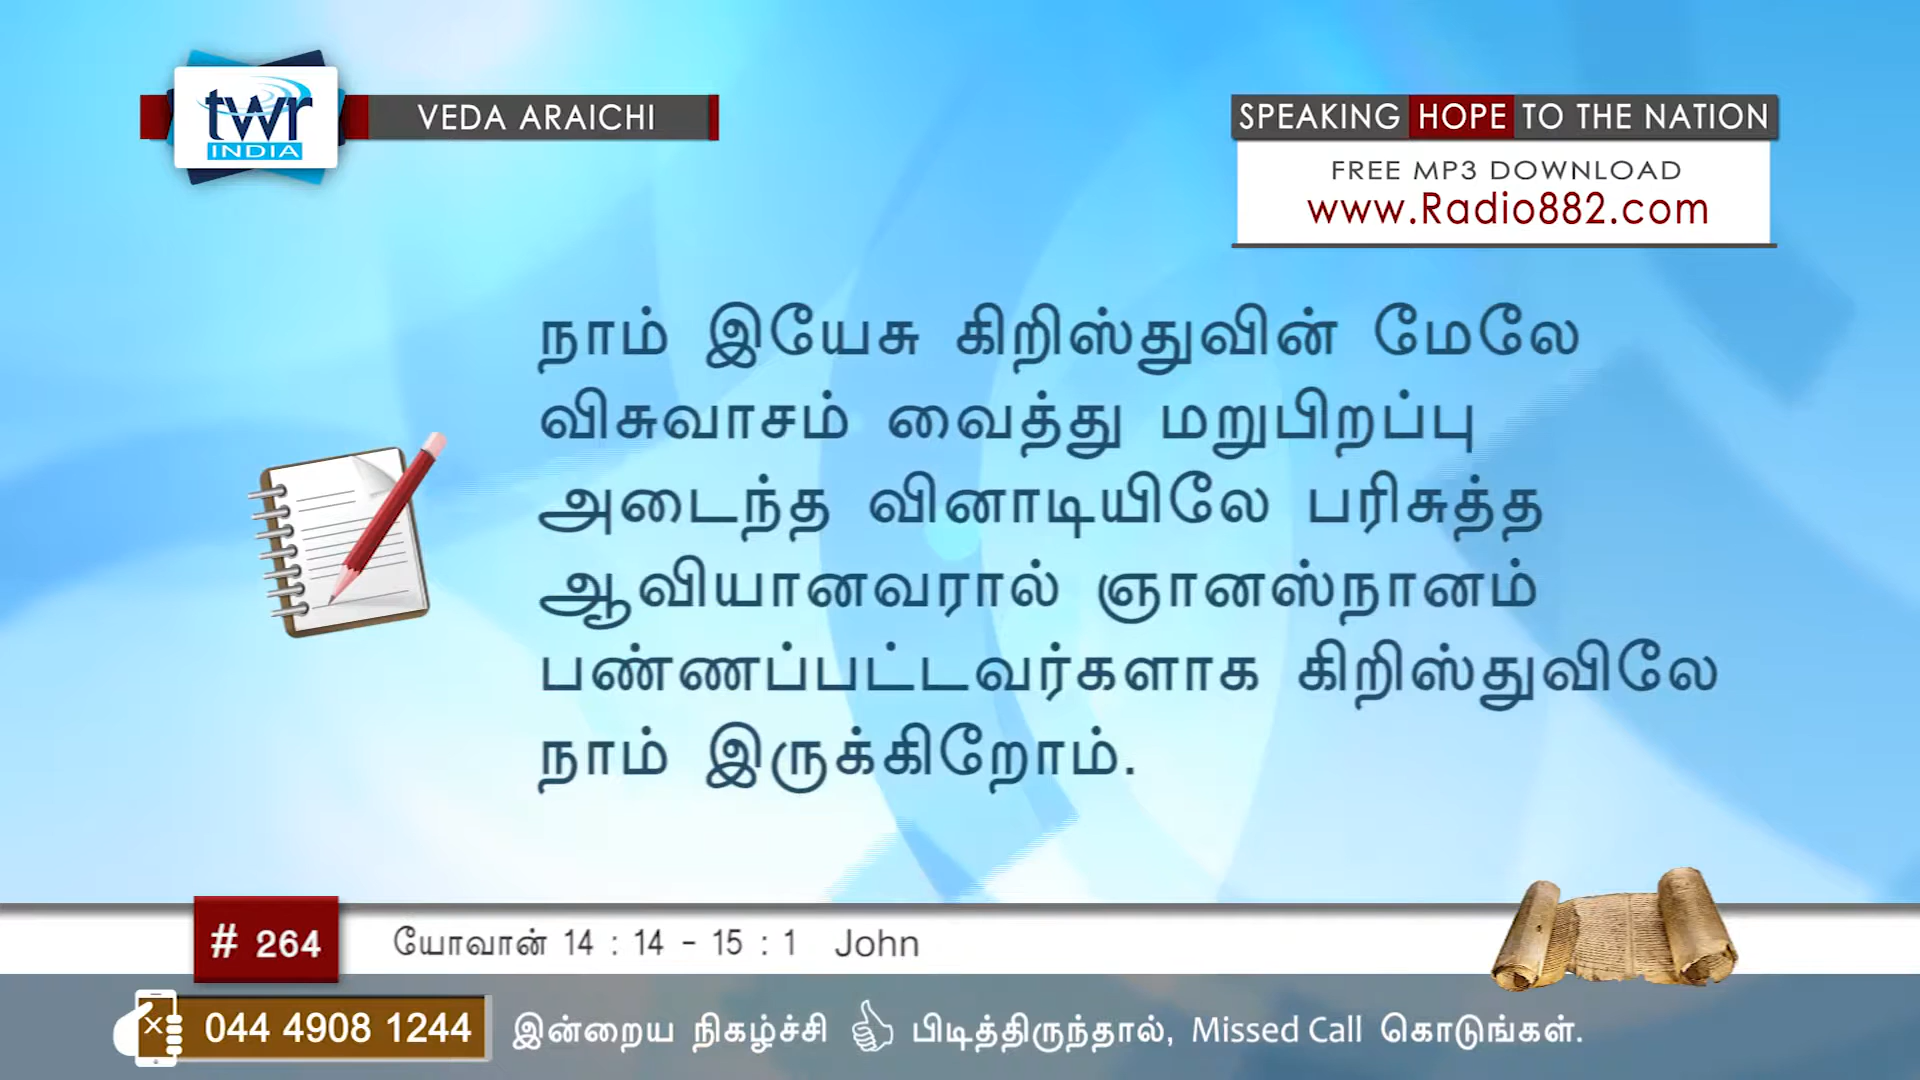 twr
INDIA
VEDA ARAICHI
SPEAKING HOPE TO THE NATION
FREE MP3 DOWNLOAD
www.Radio882.com
நாம் இயேசு கிறிஸ்துவின் மேலே
விசுவாசம் வைத்து மறுபிறப்பு
அடைந்த வினாடியிலே பரிசுத்த
ஆவியானவரால் ஞானஸ்நானம்
பண்ணப்பட்டவர்களாக கிறிஸ்துவிலே
நாம் இருக்கிறோம்.
# 264
யோவான் 14 : 14 - 15 : 1 John
044 4908 1244
இன்றைய நிகழ்ச்சி பிடித்திருந்தால், Missed Call கொடுங்கள்.